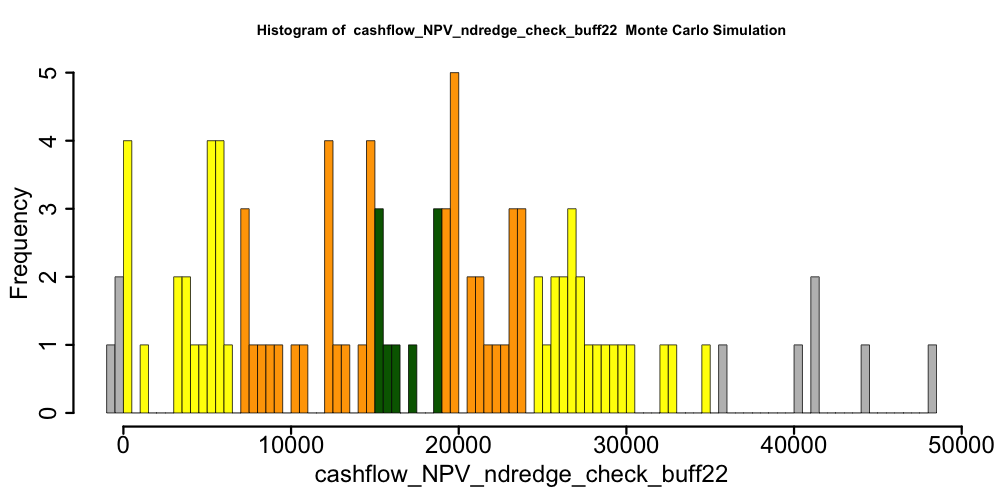 Histogram of cashflow_NPV_ndredge_check_buff22 Monte Carlo Simulation
Frequency
5
4
3
2
1
0
0 10000 20000 30000 40000 50000
cashflow_NPV_ndredge_check_buff22